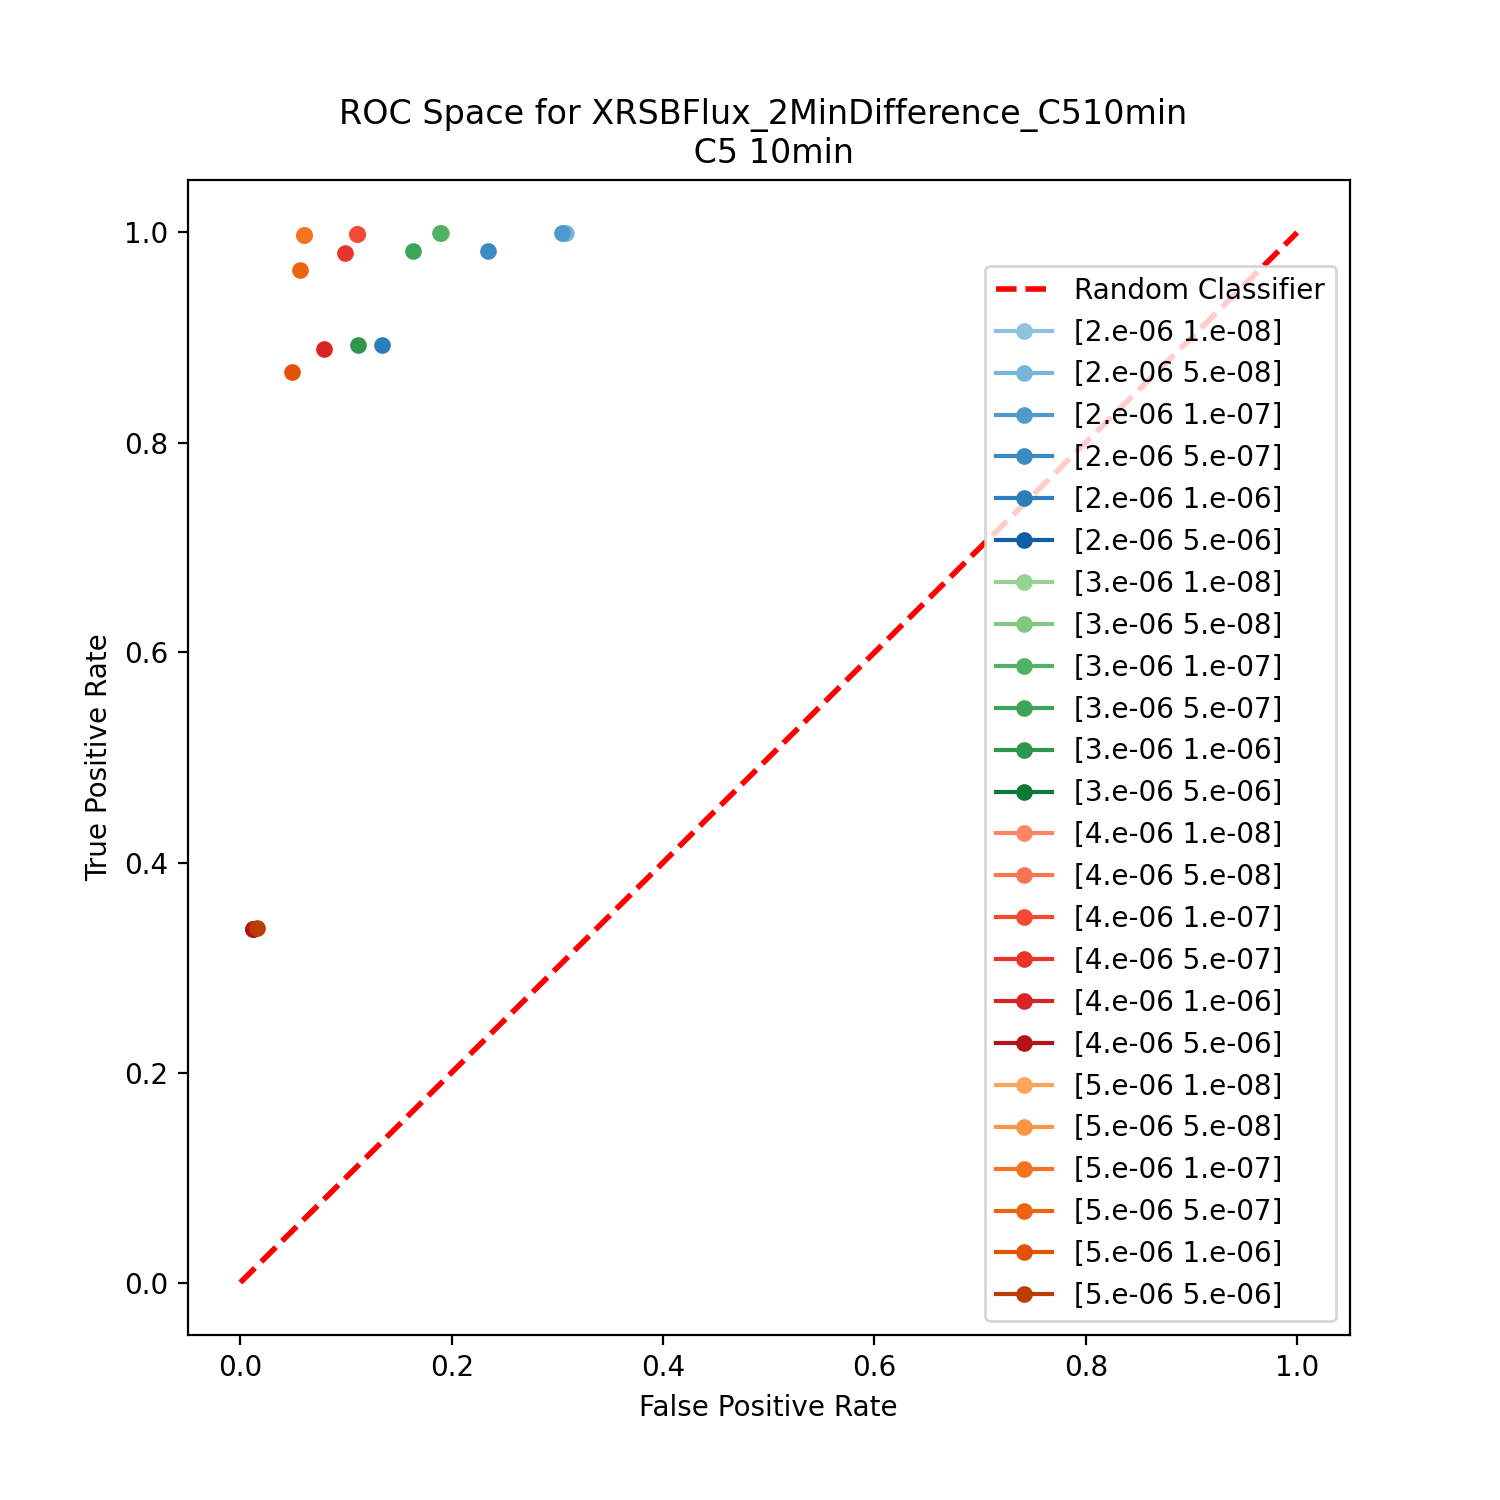 ROC Space for XRSBFlux_2MinDifference_C510min
C5 10min
True Positive Rate
1.0
0.8
0.6
0.4
0.2
0.0
Random Classifier
[2.e-06 1.e-08]
[2.e-06 5.e-08]
[2.e-06 1.e-07]
[2.e-06 5.e-07]
[2.e-06 1.e-06]
[2.e-06 5.e-06]
[3.e-06 1.e-08]
[3.e-06 5.e-08]
[3.e-06 1.e-07]
[3.e-06 5.e-07]
[3.e-06 1.e-06]
[3.e-06 5.e-06]
[4.e-06 1.e-08]
[4.e-06 5.e-08]
[4.e-06 1.e-07]
[4.e-06 5.e-07]
[4.e-06 1.e-06]
[4.e-06 5.e-06]
[5.e-06 1.e-08]
[5.e-06 5.e-08]
[5.e-06 1.e-07]
[5.e-06 5.e-07]
[5.e-06 1.e-06]
[5.e-06 5.e-06]
0.0 0.2 0.4 0.6 0.8 1.0
False Positive Rate